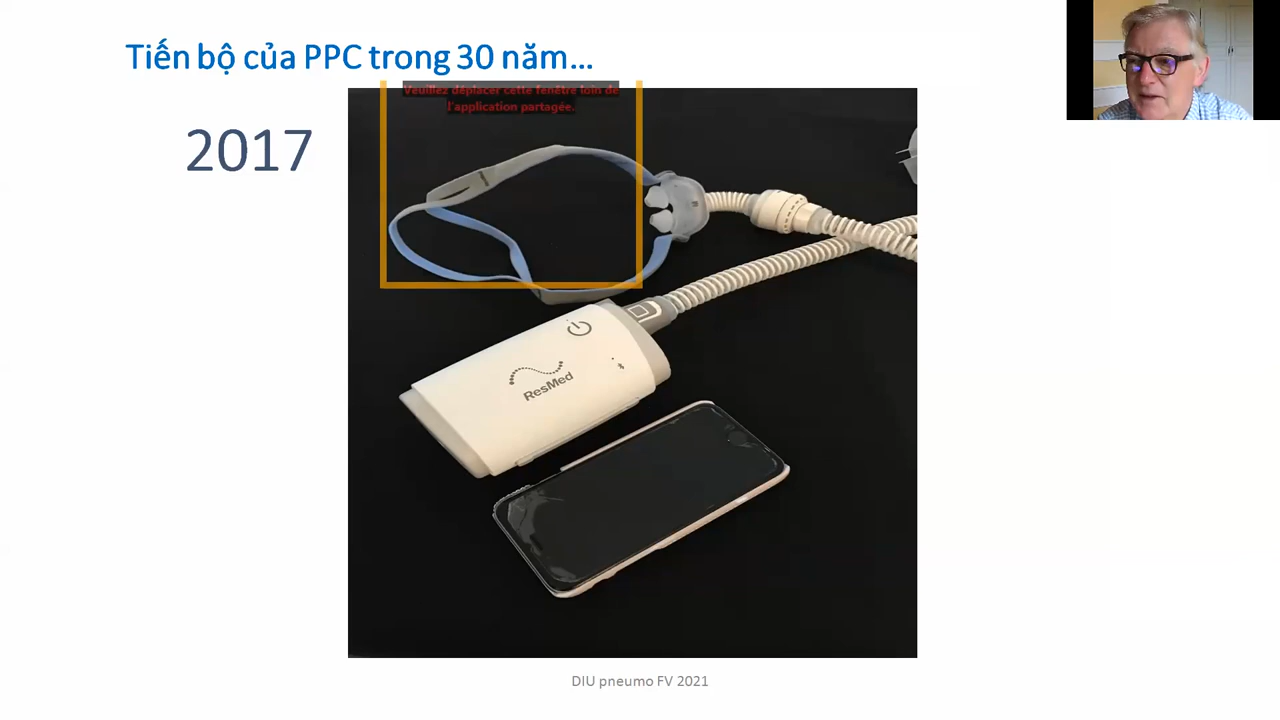 Tiến bộ của PPC trong 30 năm...
Veuillez déplacer cette fenêtre loin de
l'application partagée.
2017
ResMed
DIU pneumo FV 2021